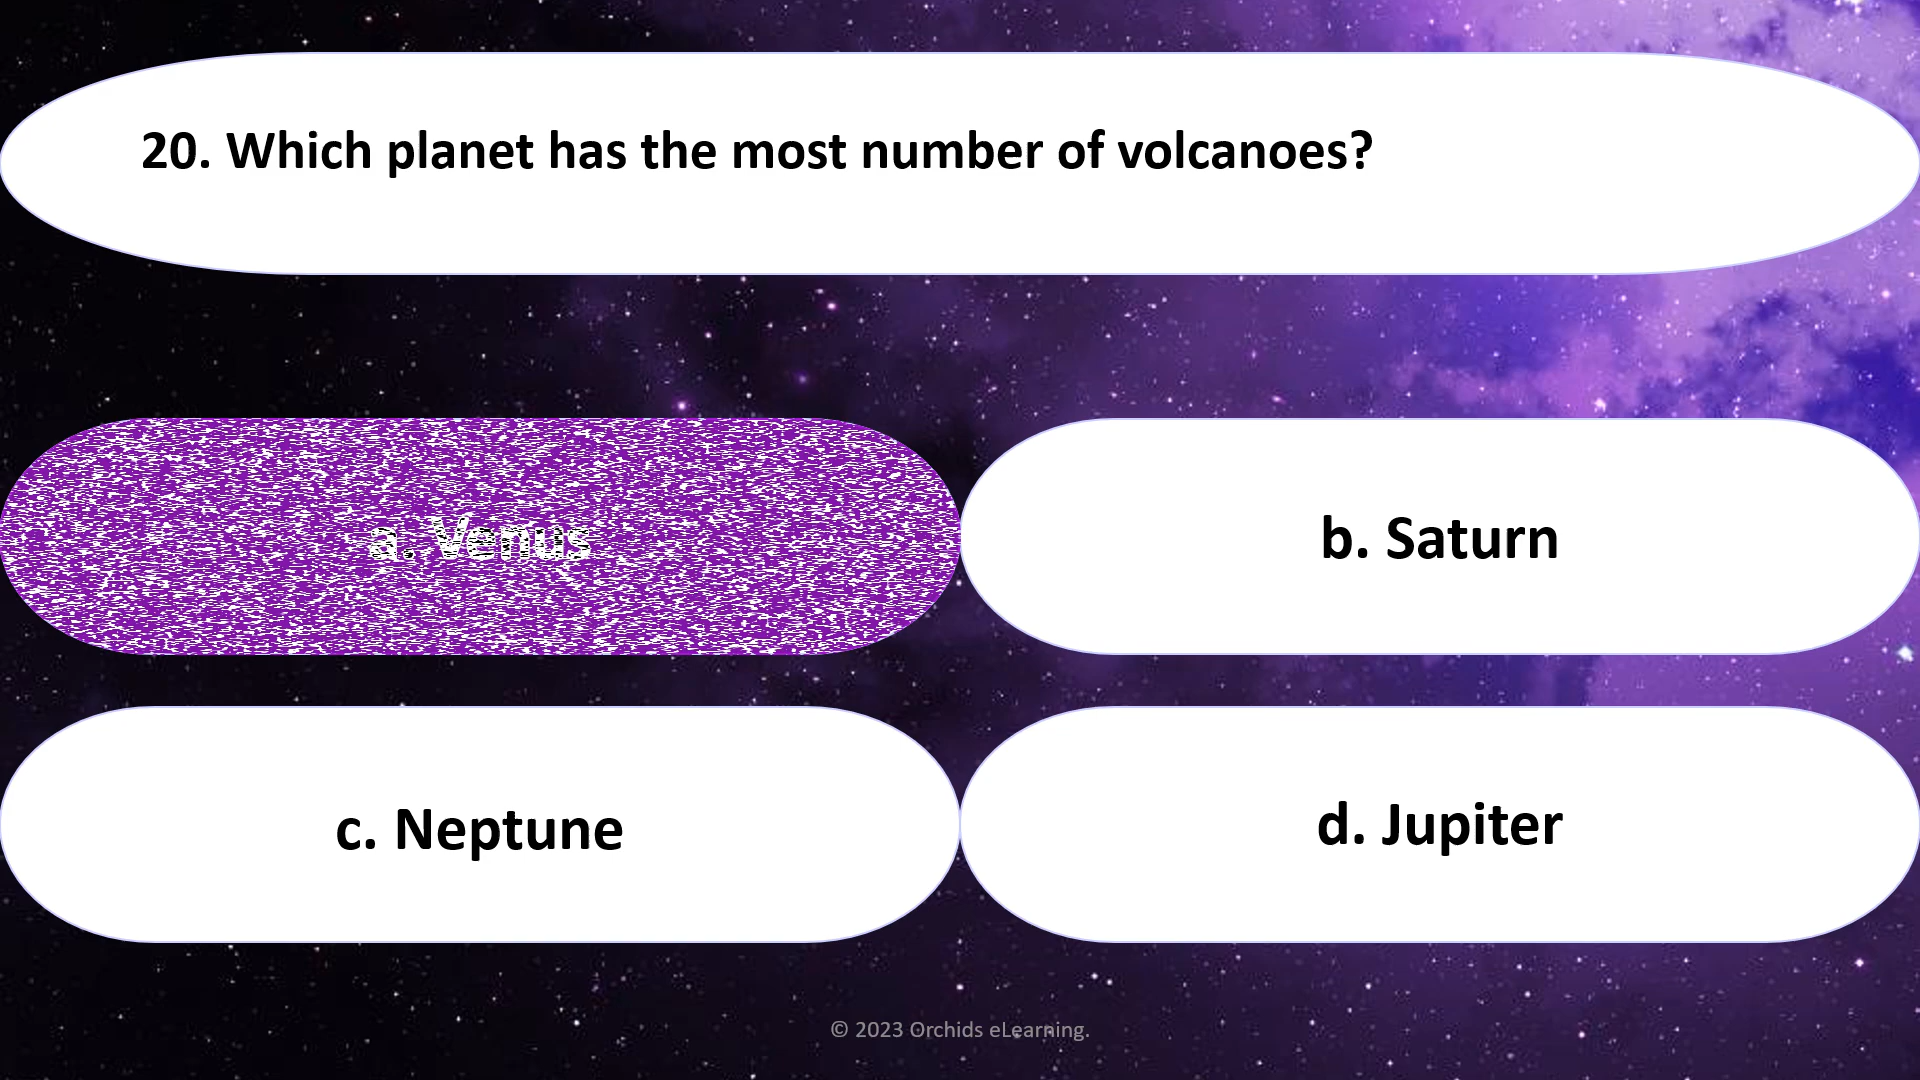 20. Which planet has the most number of volcanoes?
a. Venus
b. Saturn
c. Neptune
d. Jupiter
© 2023 Orchids eLearning.